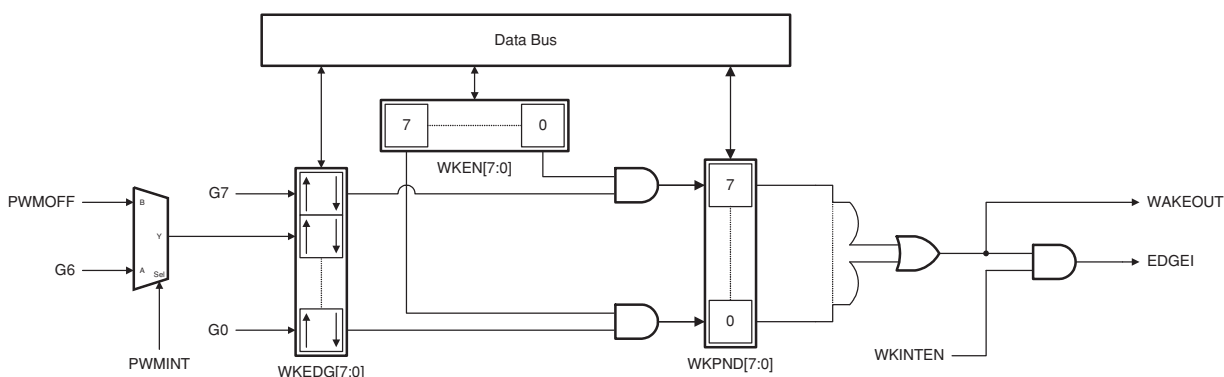 Data Bus
7
0
WKEN[7:0]
G7
7
PWMOFF
B
WAKEOUT
Y
G6
A
Sel
EDGEI
G0
0
PWMINT
WKEDG[7:0]
WKPND[7:0]
WKINTEN